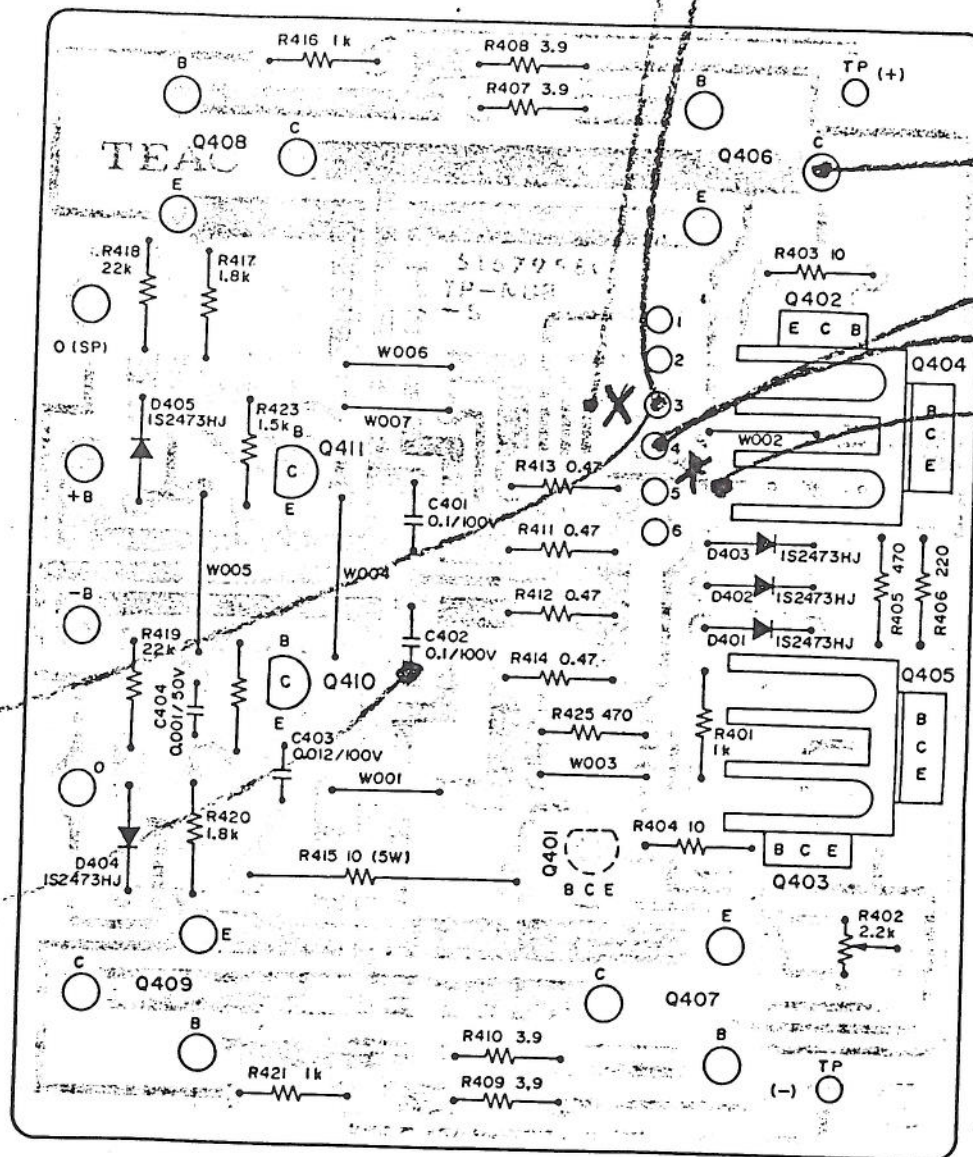 R416 1k
R408 3.9
R407 3.9
TP (+)
B
B
Q408
C
Q406
C
TEAC
E
E
R418
22k
R417
1.8k
R403 10
Q402
E C B
O (SP)
1
2
3
4
5
6
W006
W007
Q404
B
C
E
D405
1S2473HJ
R423
1.5k
B
C
E
Q411
W002
+B
R413 0.47
C401
0.1/100V
R411 0.47
W005
W004
D403
1S2473HJ
D402
1S2473HJ
D401
1S2473HJ
R405 470
R406 220
-B
R412 0.47
C402
0.1/100V
R419
22k
B
C
E
Q410
R414 0.47
Q405
B
C
E
C404
0.001/50V
R425 470
R401
1k
C403
0.012/100V
W003
O
W001
R420
1.8k
Q401
B C E
R404 10
B C E
Q403
D404
1S2473HJ
R415 10 (5W)
E
E
R402
2.2k
C
Q409
C
Q407
B
B
R410 3.9
R421 1k
R409 3.9
TP
(-)